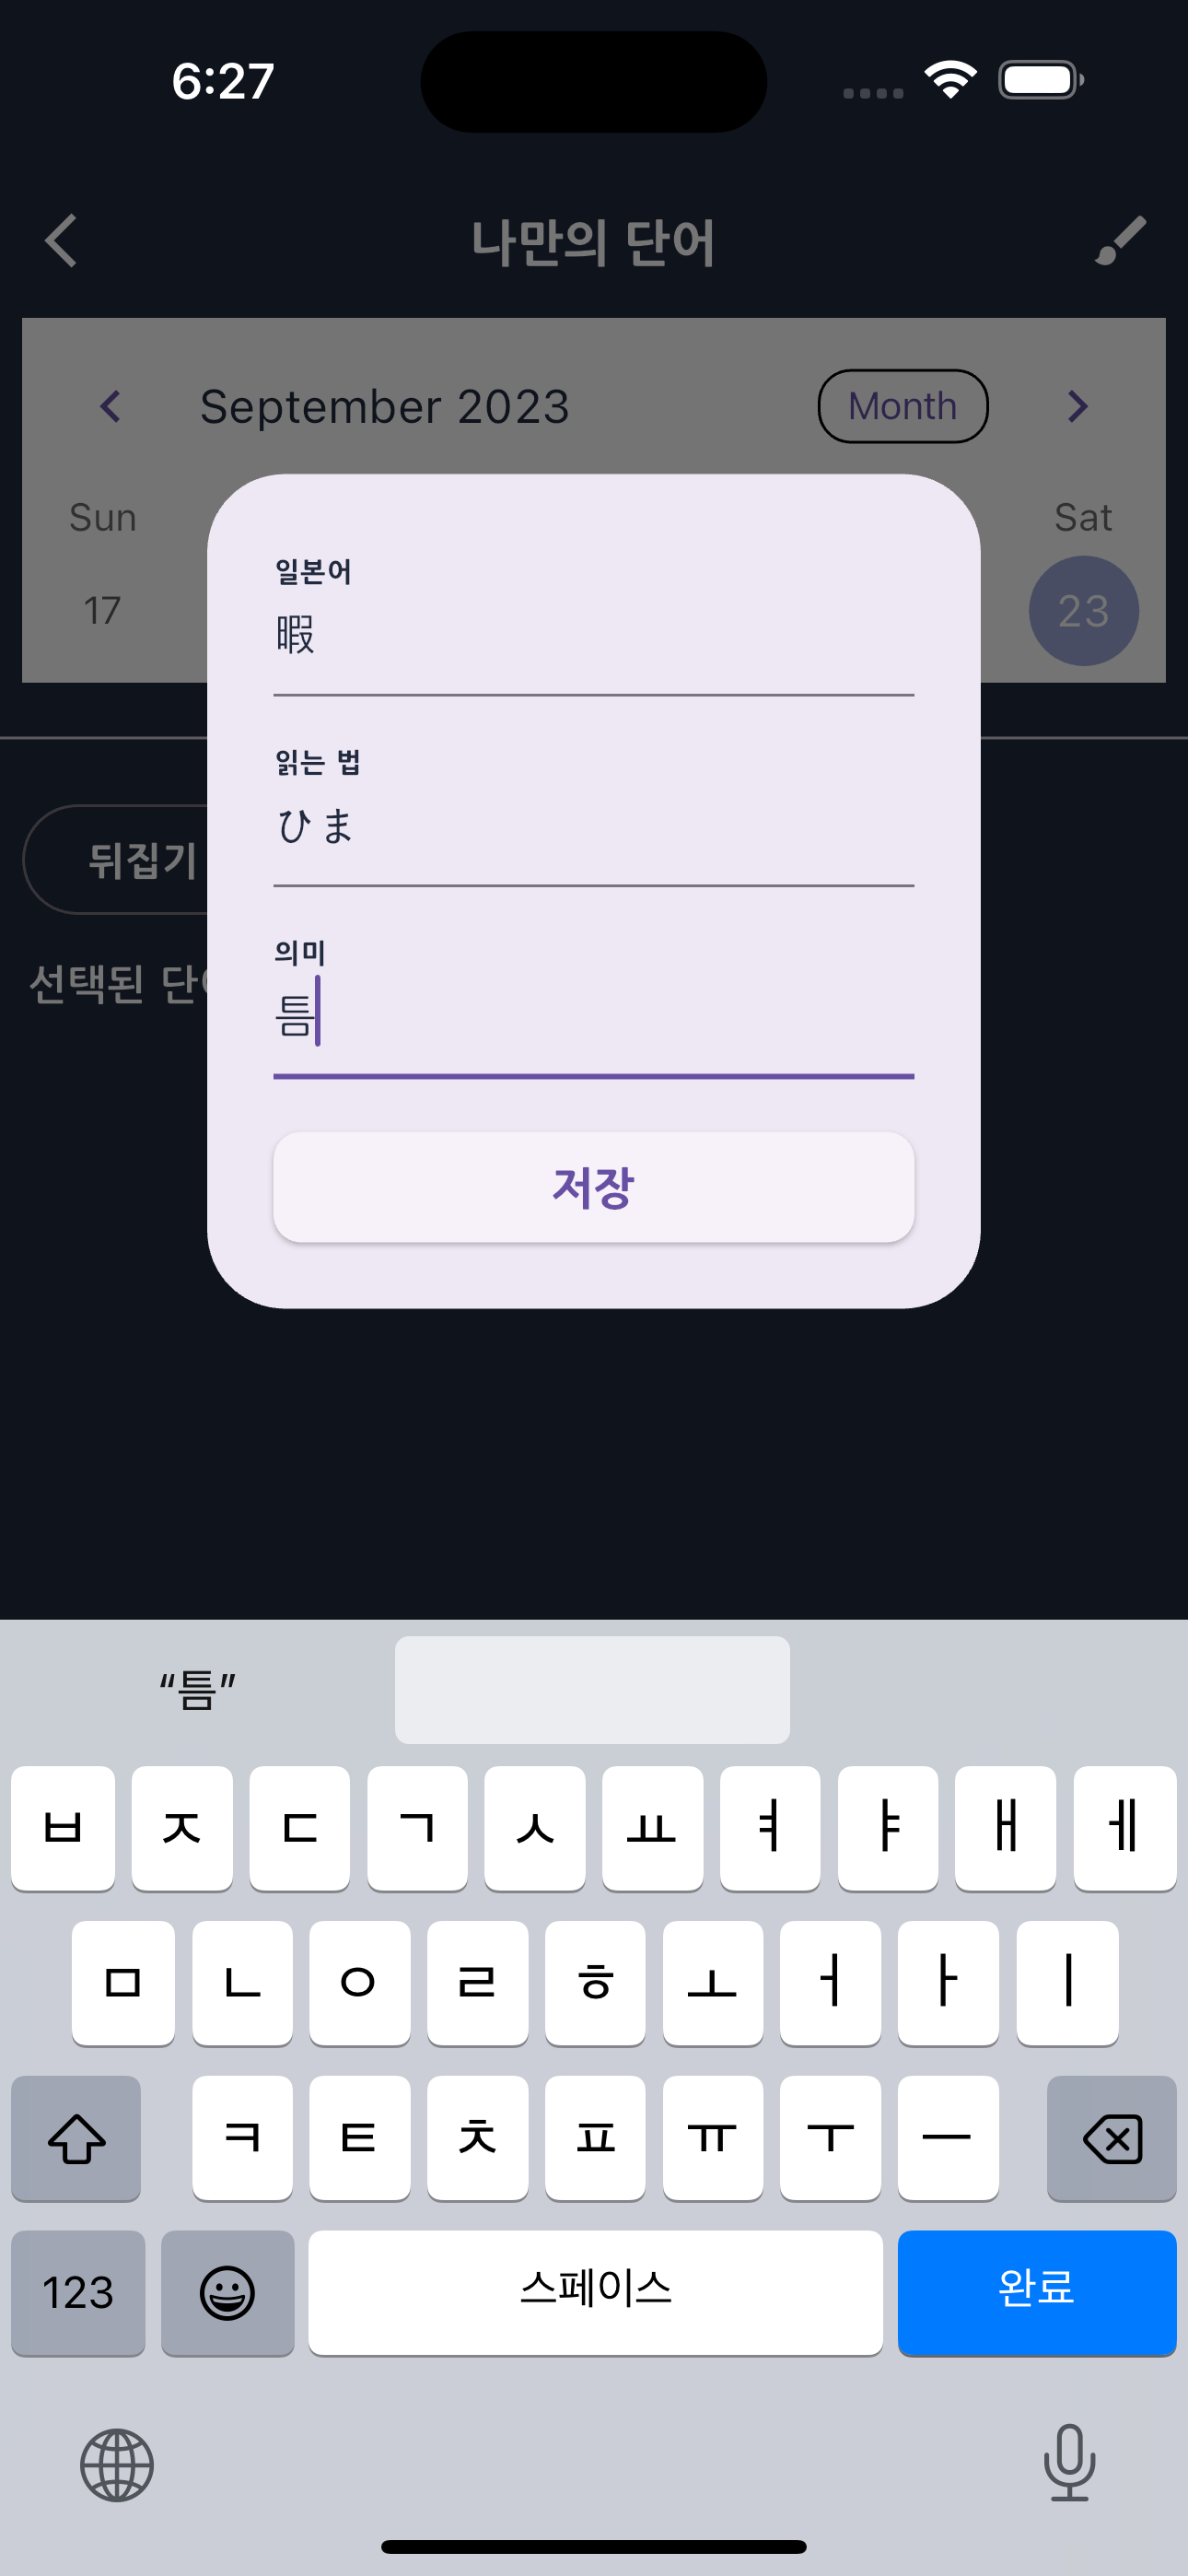 6:27
나만의 단어
September 2023
Month
Sun
Sat
17
23
일본어
暇
읽는 법
ひま
의미
틈
저장
뒤집기
선택된 단
“틈”
ㅂ ㅈ ㄷ ㄱ ㅅ ㅛ ㅕ ㅑ ㅐ ㅔ
ㅁ ㄴ ㅇ ㄹ ㅎ ㅗ ㅓ ㅏ ㅣ
ㅋ ㅌ ㅊ ㅍ ㅠ ㅜ ㅡ
123 스페이스 완료